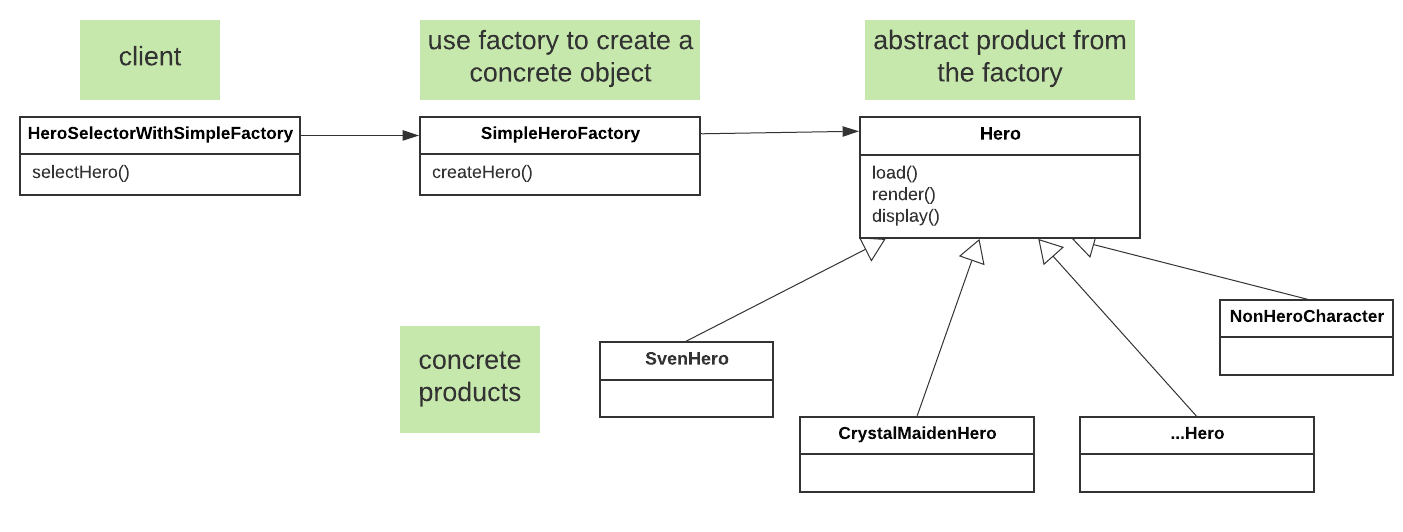 client
use factory to create a
concrete object
abstract product from
the factory
HeroSelectorWithSimpleFactory
selectHero()
SimpleHeroFactory
createHero()
Hero
load()
render()
display()
concrete
products
SvenHero
CrystalMaidenHero
...Hero
NonHeroCharacter